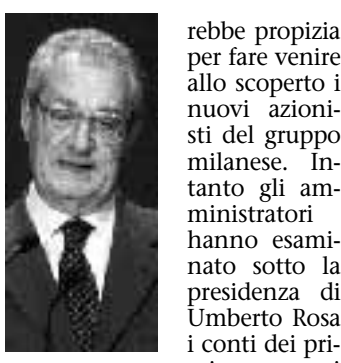 rebbe propizia
per fare venire
allo scoperto i
nuovi azioni-
sti del gruppo
milanese. In-
tanto gli am-
ministratori
hanno esami-
nato sotto la
presidenza di
Umberto Rosa
i conti dei pri-